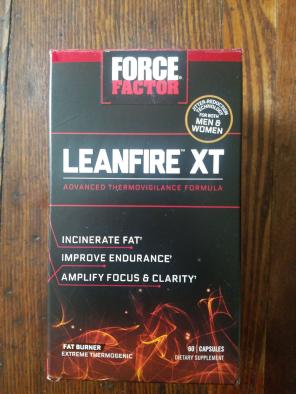 FORCE
FACTOR
JITTER-REDUCTION
TECHNOLOGY
FOR BOTH
MEN &
WOMEN
LEANFIRE™ XT
ADVANCED THERMOVIGILANCE FORMULA
INCINERATE FAT†
IMPROVE ENDURANCE†
AMPLIFY FOCUS & CLARITY†
FAT BURNER
EXTREME THERMOGENIC
60 | CAPSULES
DIETARY SUPPLEMENT